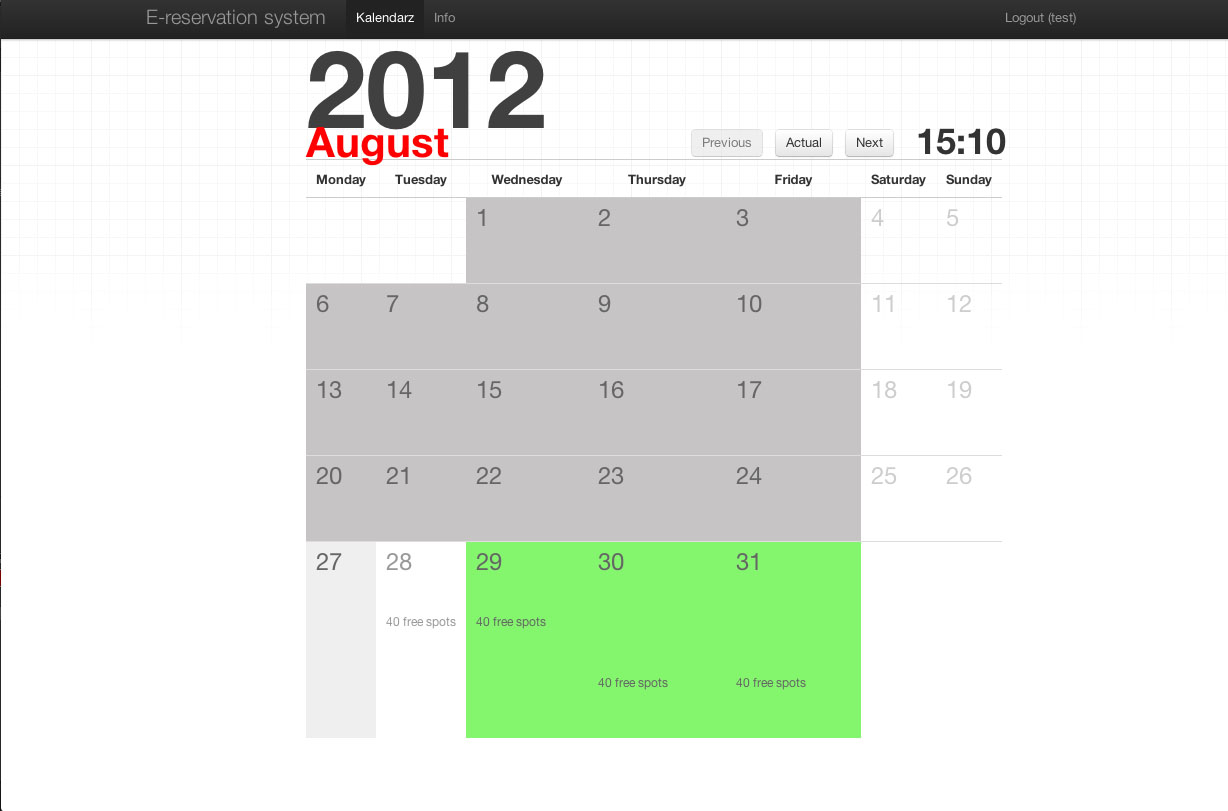 E-reservation system Kalendarz Info Logout (test)
2012
August Previous Actual Next 15:10
Monday Tuesday Wednesday Thursday Friday Saturday Sunday
1 2 3 4 5
6 7 8 9 10 11 12
13 14 15 16 17 18 19
20 21 22 23 24 25 26
27 28 29 30 31
40 free spots 40 free spots
40 free spots 40 free spots